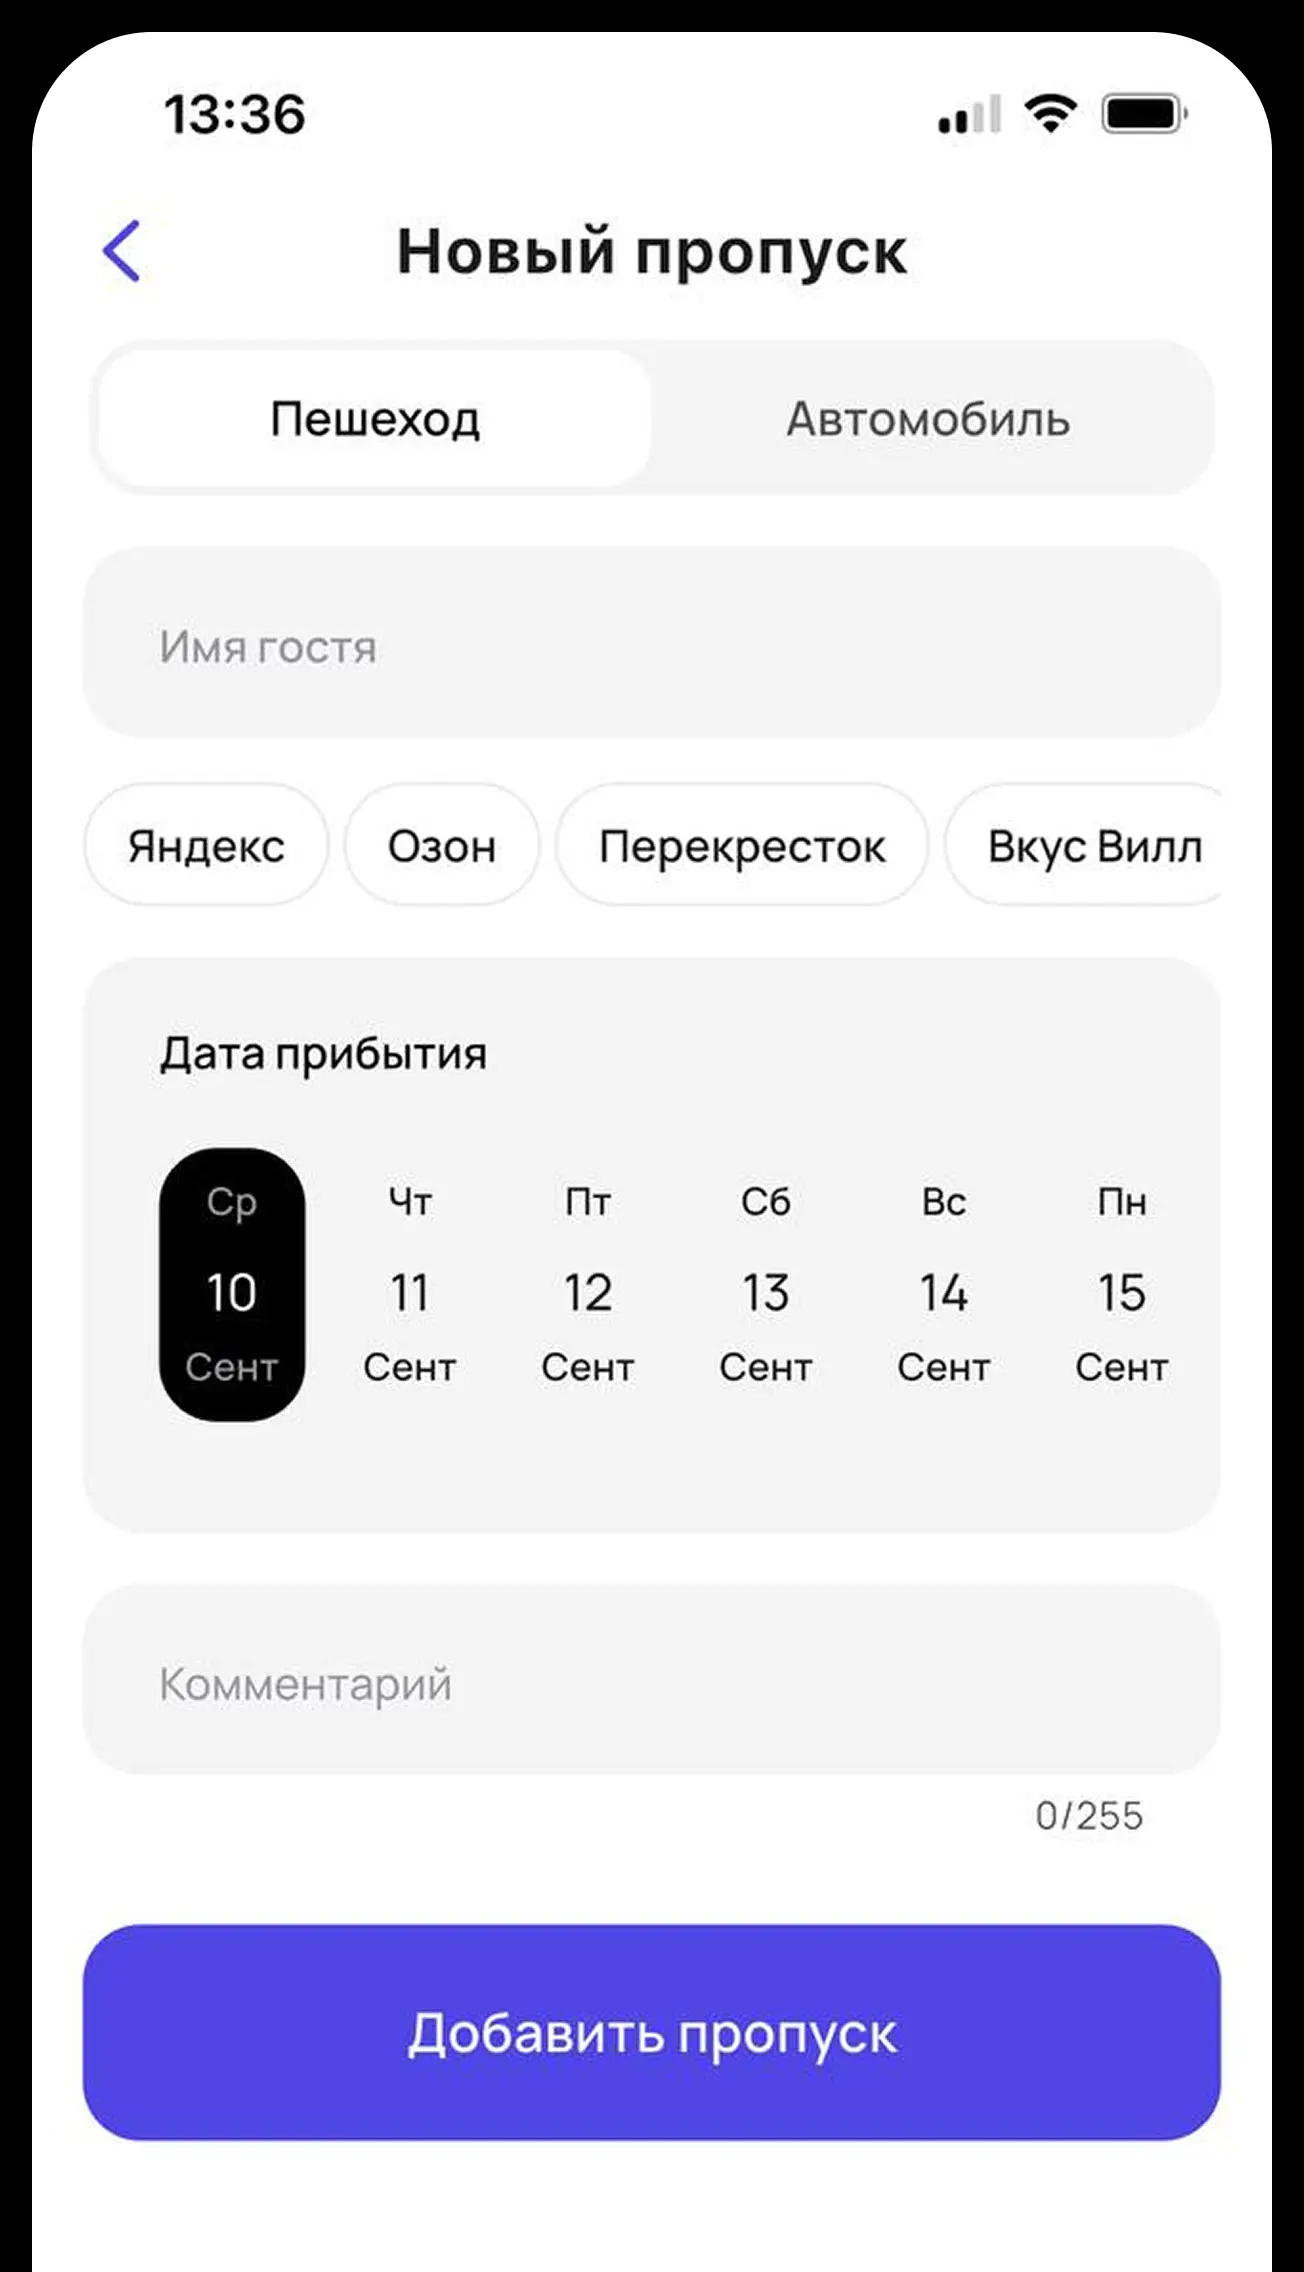 13:36
Новый пропуск
Пешеход Автомобиль
Имя гостя
Яндекс Озон Перекресток Вкус Вилл
Дата прибытия
Ср Чт Пт Сб Вс Пн
10 11 12 13 14 15
Сент Сент Сент Сент Сент Сент
Комментарий
0/255
Добавить пропуск